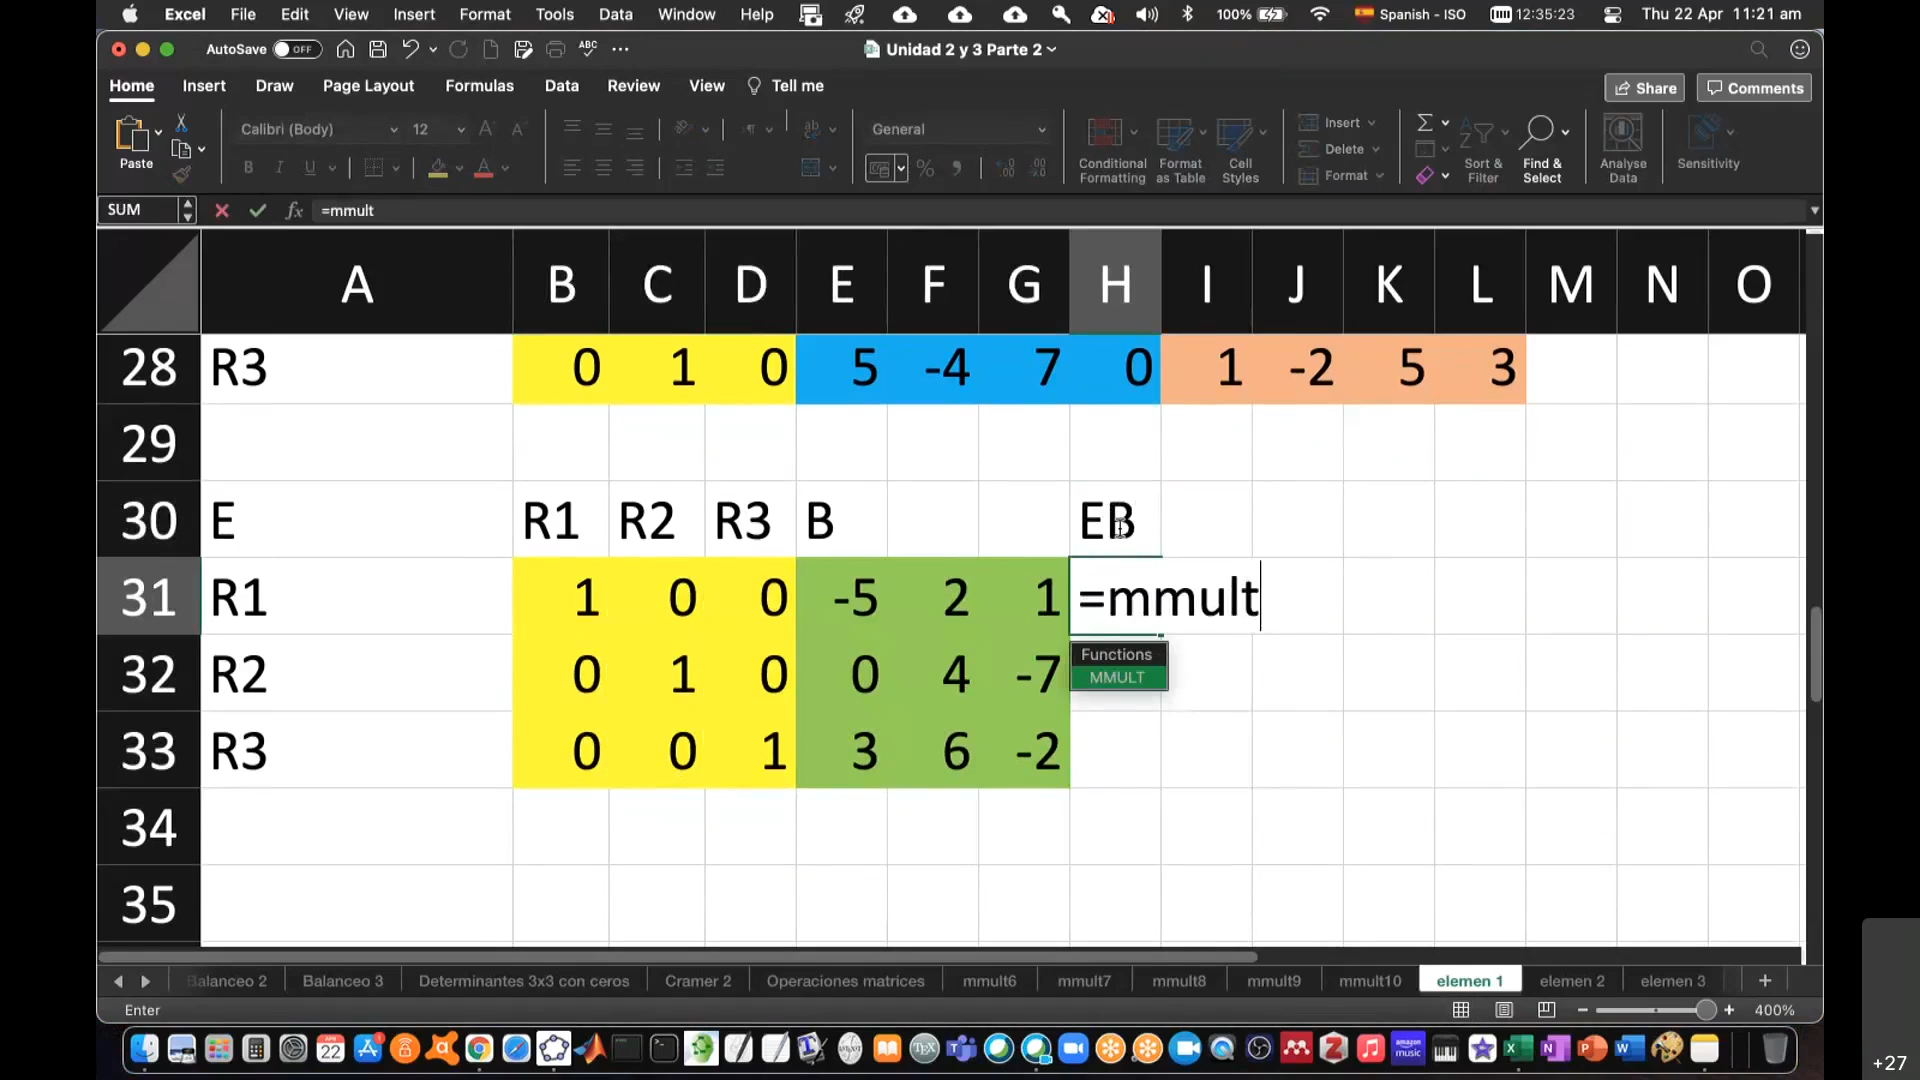 Excel File Edit View Insert Format Tools Data Window Help 100% Spanish - ISO 12:35:23 Thu 22 Apr 11:21 am
AutoSave OFF ABC ... Unidad 2 y 3 Parte 2
Home Insert Draw Page Layout Formulas Data Review View Tell me Share Comments
Calibri (Body) 12 General Insert
Delete
Format
Paste B I U Conditional Formatting Format as Table Cell Styles Sort & Filter Find & Select Analyse Data Sensitivity
SUM fx =mmult
A B C D E F G H I J K L M N O
28 R3 0 1 0 5 -4 7 0 1 -2 5 3
29
30 E R1 R2 R3 B EB
31 R1 1 0 0 -5 2 1 =mmult
Functions
MMULT
32 R2 0 1 0 0 4 -7
33 R3 0 0 1 3 6 -2
34
35
Balanceo 2 Balanceo 3 Determinantes 3x3 con ceros Cramer 2 Operaciones matrices mmult6 mmult7 mmult8 mmult9 mmult10 elemen 1 elemen 2 elemen 3 +
Enter 400%
+27